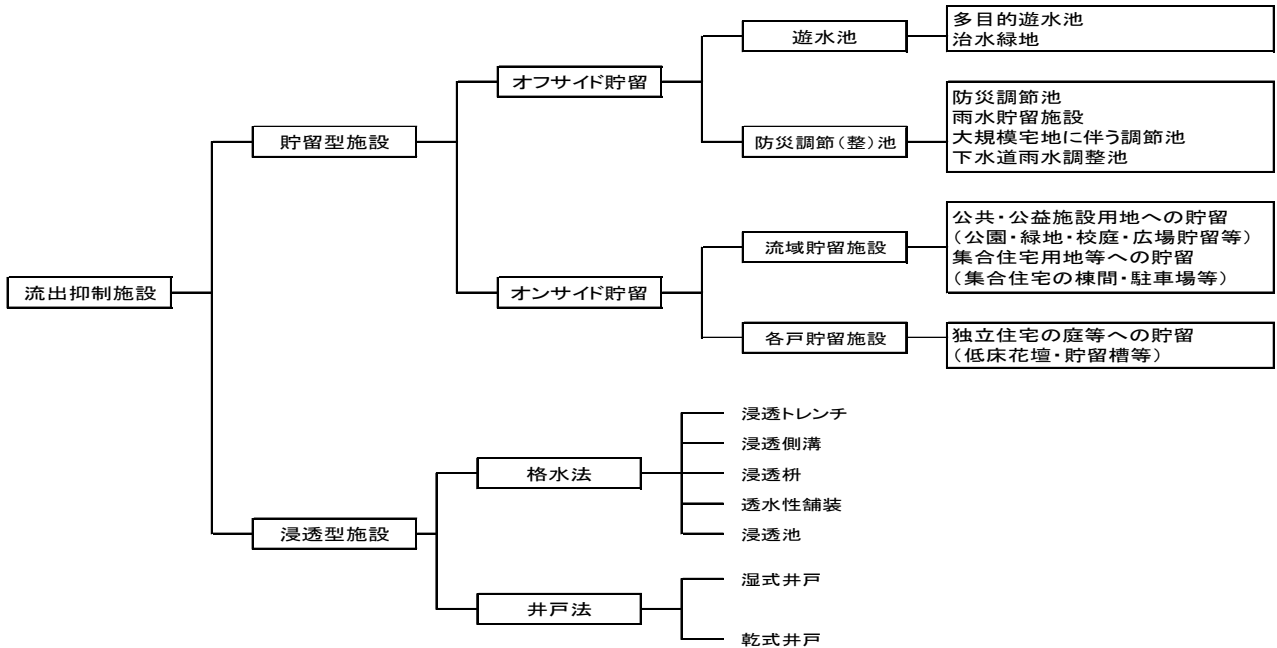 流出抑制施設
貯留型施設
オフサイド貯留
遊水池
多目的遊水池
治水緑地
防災調節(整)池
防災調節池
雨水貯留施設
大規模宅地に伴う調節池
下水道雨水調整池
オンサイド貯留
流域貯留施設
公共・公益施設用地への貯留
(公園・緑地・校庭・広場貯留等)
集合住宅用地等への貯留
(集合住宅の棟間・駐車場等)
各戸貯留施設
独立住宅の庭等への貯留
(低床花壇・貯留槽等)
浸透型施設
格水法
浸透トレンチ
浸透側溝
浸透枡
透水性舗装
浸透池
井戸法
湿式井戸
乾式井戸